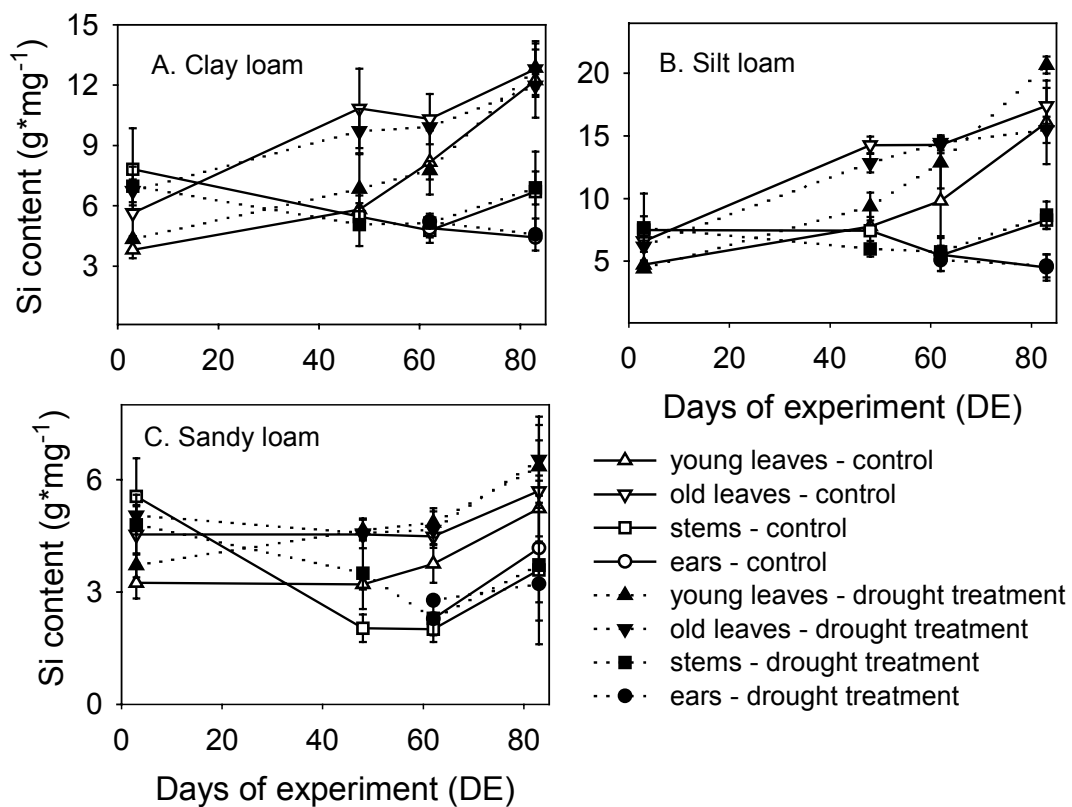 15
12
9
6
3
Si content (g*mg-1)
A. Clay loam
0 20 40 60 80
20
15
10
5
B. Silt loam
0 20 40 60 80
Days of experiment (DE)
6
3
0
Si content (g*mg-1)
C. Sandy loam
0 20 40 60 80
Days of experiment (DE)
young leaves - control
old leaves - control
stems - control
ears - control
young leaves - drought treatment
old leaves - drought treatment
stems - drought treatment
ears - drought treatment